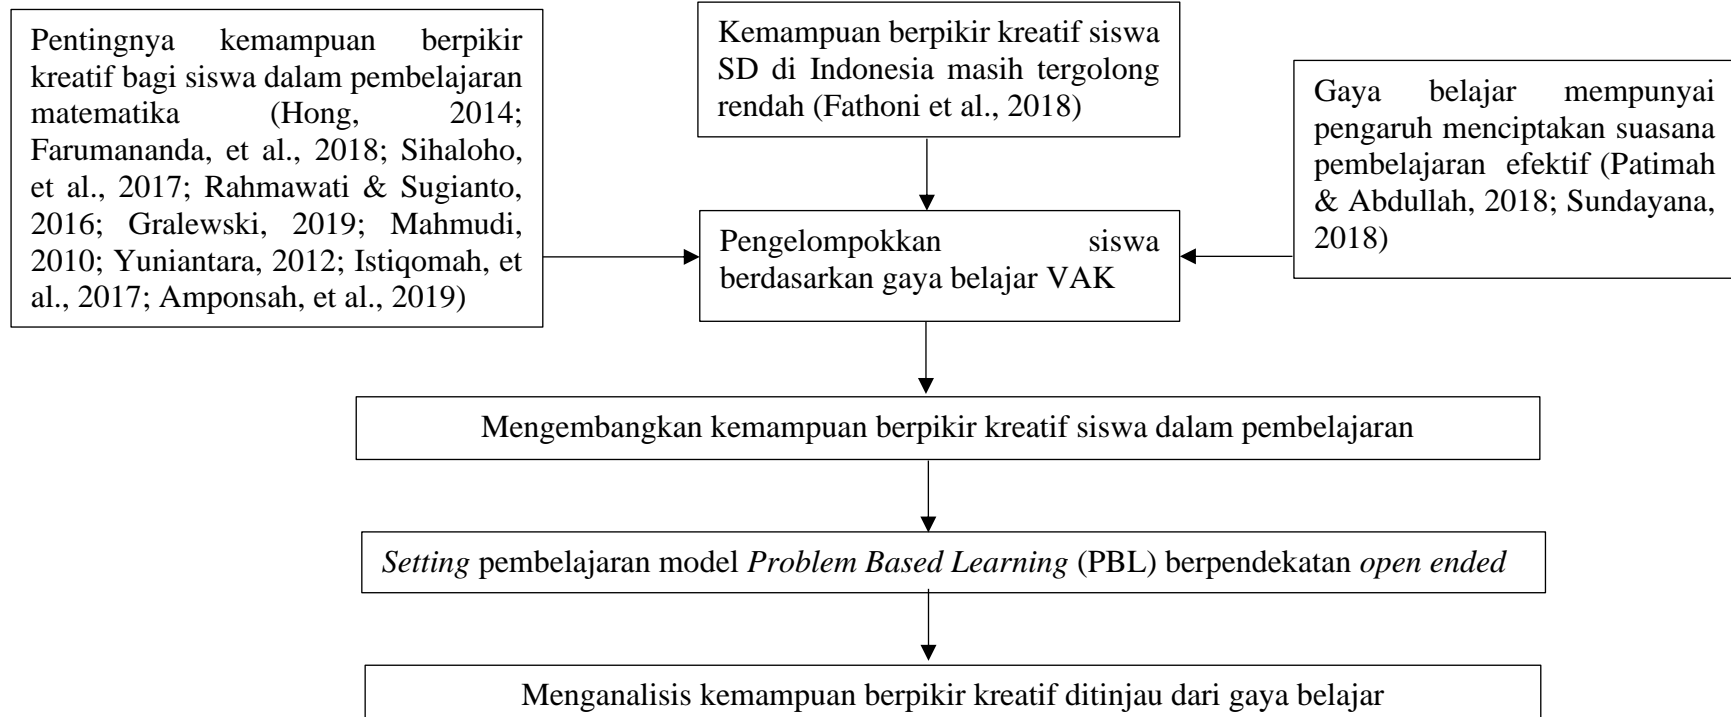 Pentingnya kemampuan berpikir
kreatif bagi siswa dalam pembelajaran
matematika (Hong, 2014;
Farumananda, et al., 2018; Sihaloho,
et al., 2017; Rahmawati & Sugianto,
2016; Gralewski, 2019; Mahmudi,
2010; Yuniantara, 2012; Istiqomah, et
al., 2017; Amponsah, et al., 2019)
Kemampuan berpikir kreatif siswa
SD di Indonesia masih tergolong
rendah (Fathoni et al., 2018)
Gaya belajar mempunyai
pengaruh menciptakan suasana
pembelajaran efektif (Patimah
& Abdullah, 2018; Sundayana,
2018)
Pengelompokkan siswa
berdasarkan gaya belajar VAK
Mengembangkan kemampuan berpikir kreatif siswa dalam pembelajaran
Setting pembelajaran model Problem Based Learning (PBL) berpendekatan open ended
Menganalisis kemampuan berpikir kreatif ditinjau dari gaya belajar